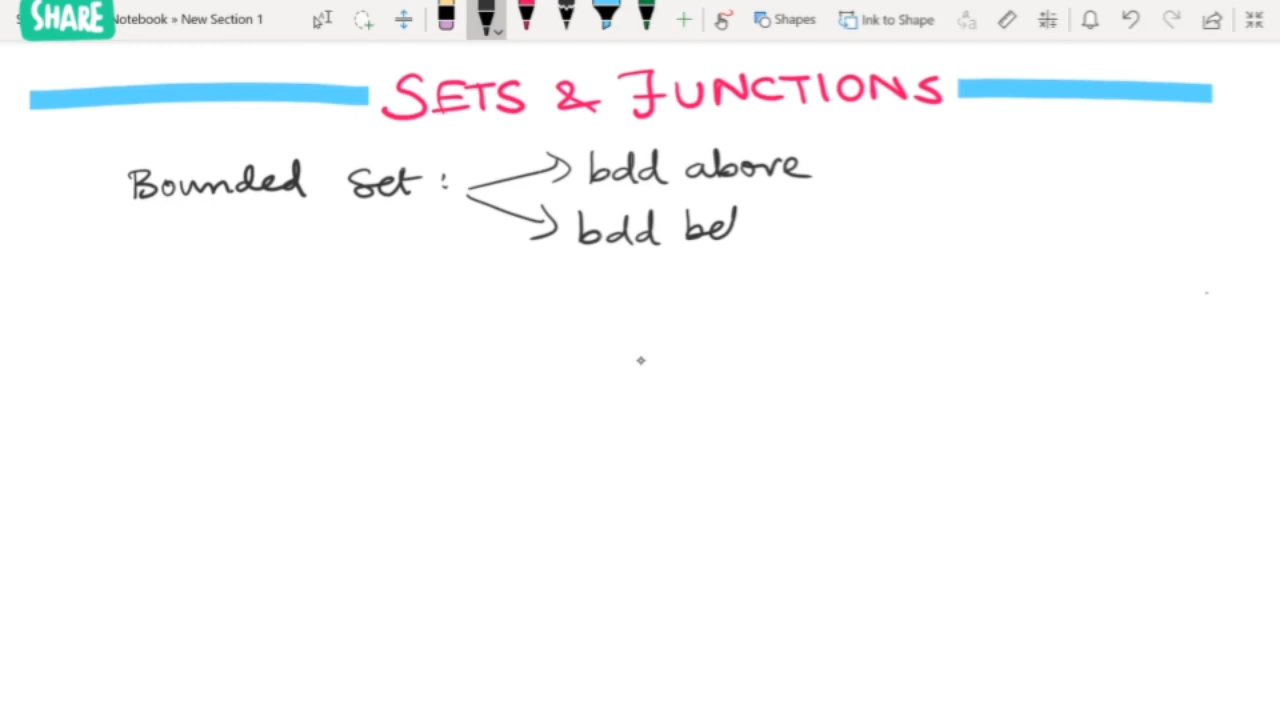 SHARE
Notebook » New Section 1
Shapes
Ink to Shape
SETS & FUNCTIONS
Bounded Set :
bdd above
bdd bel